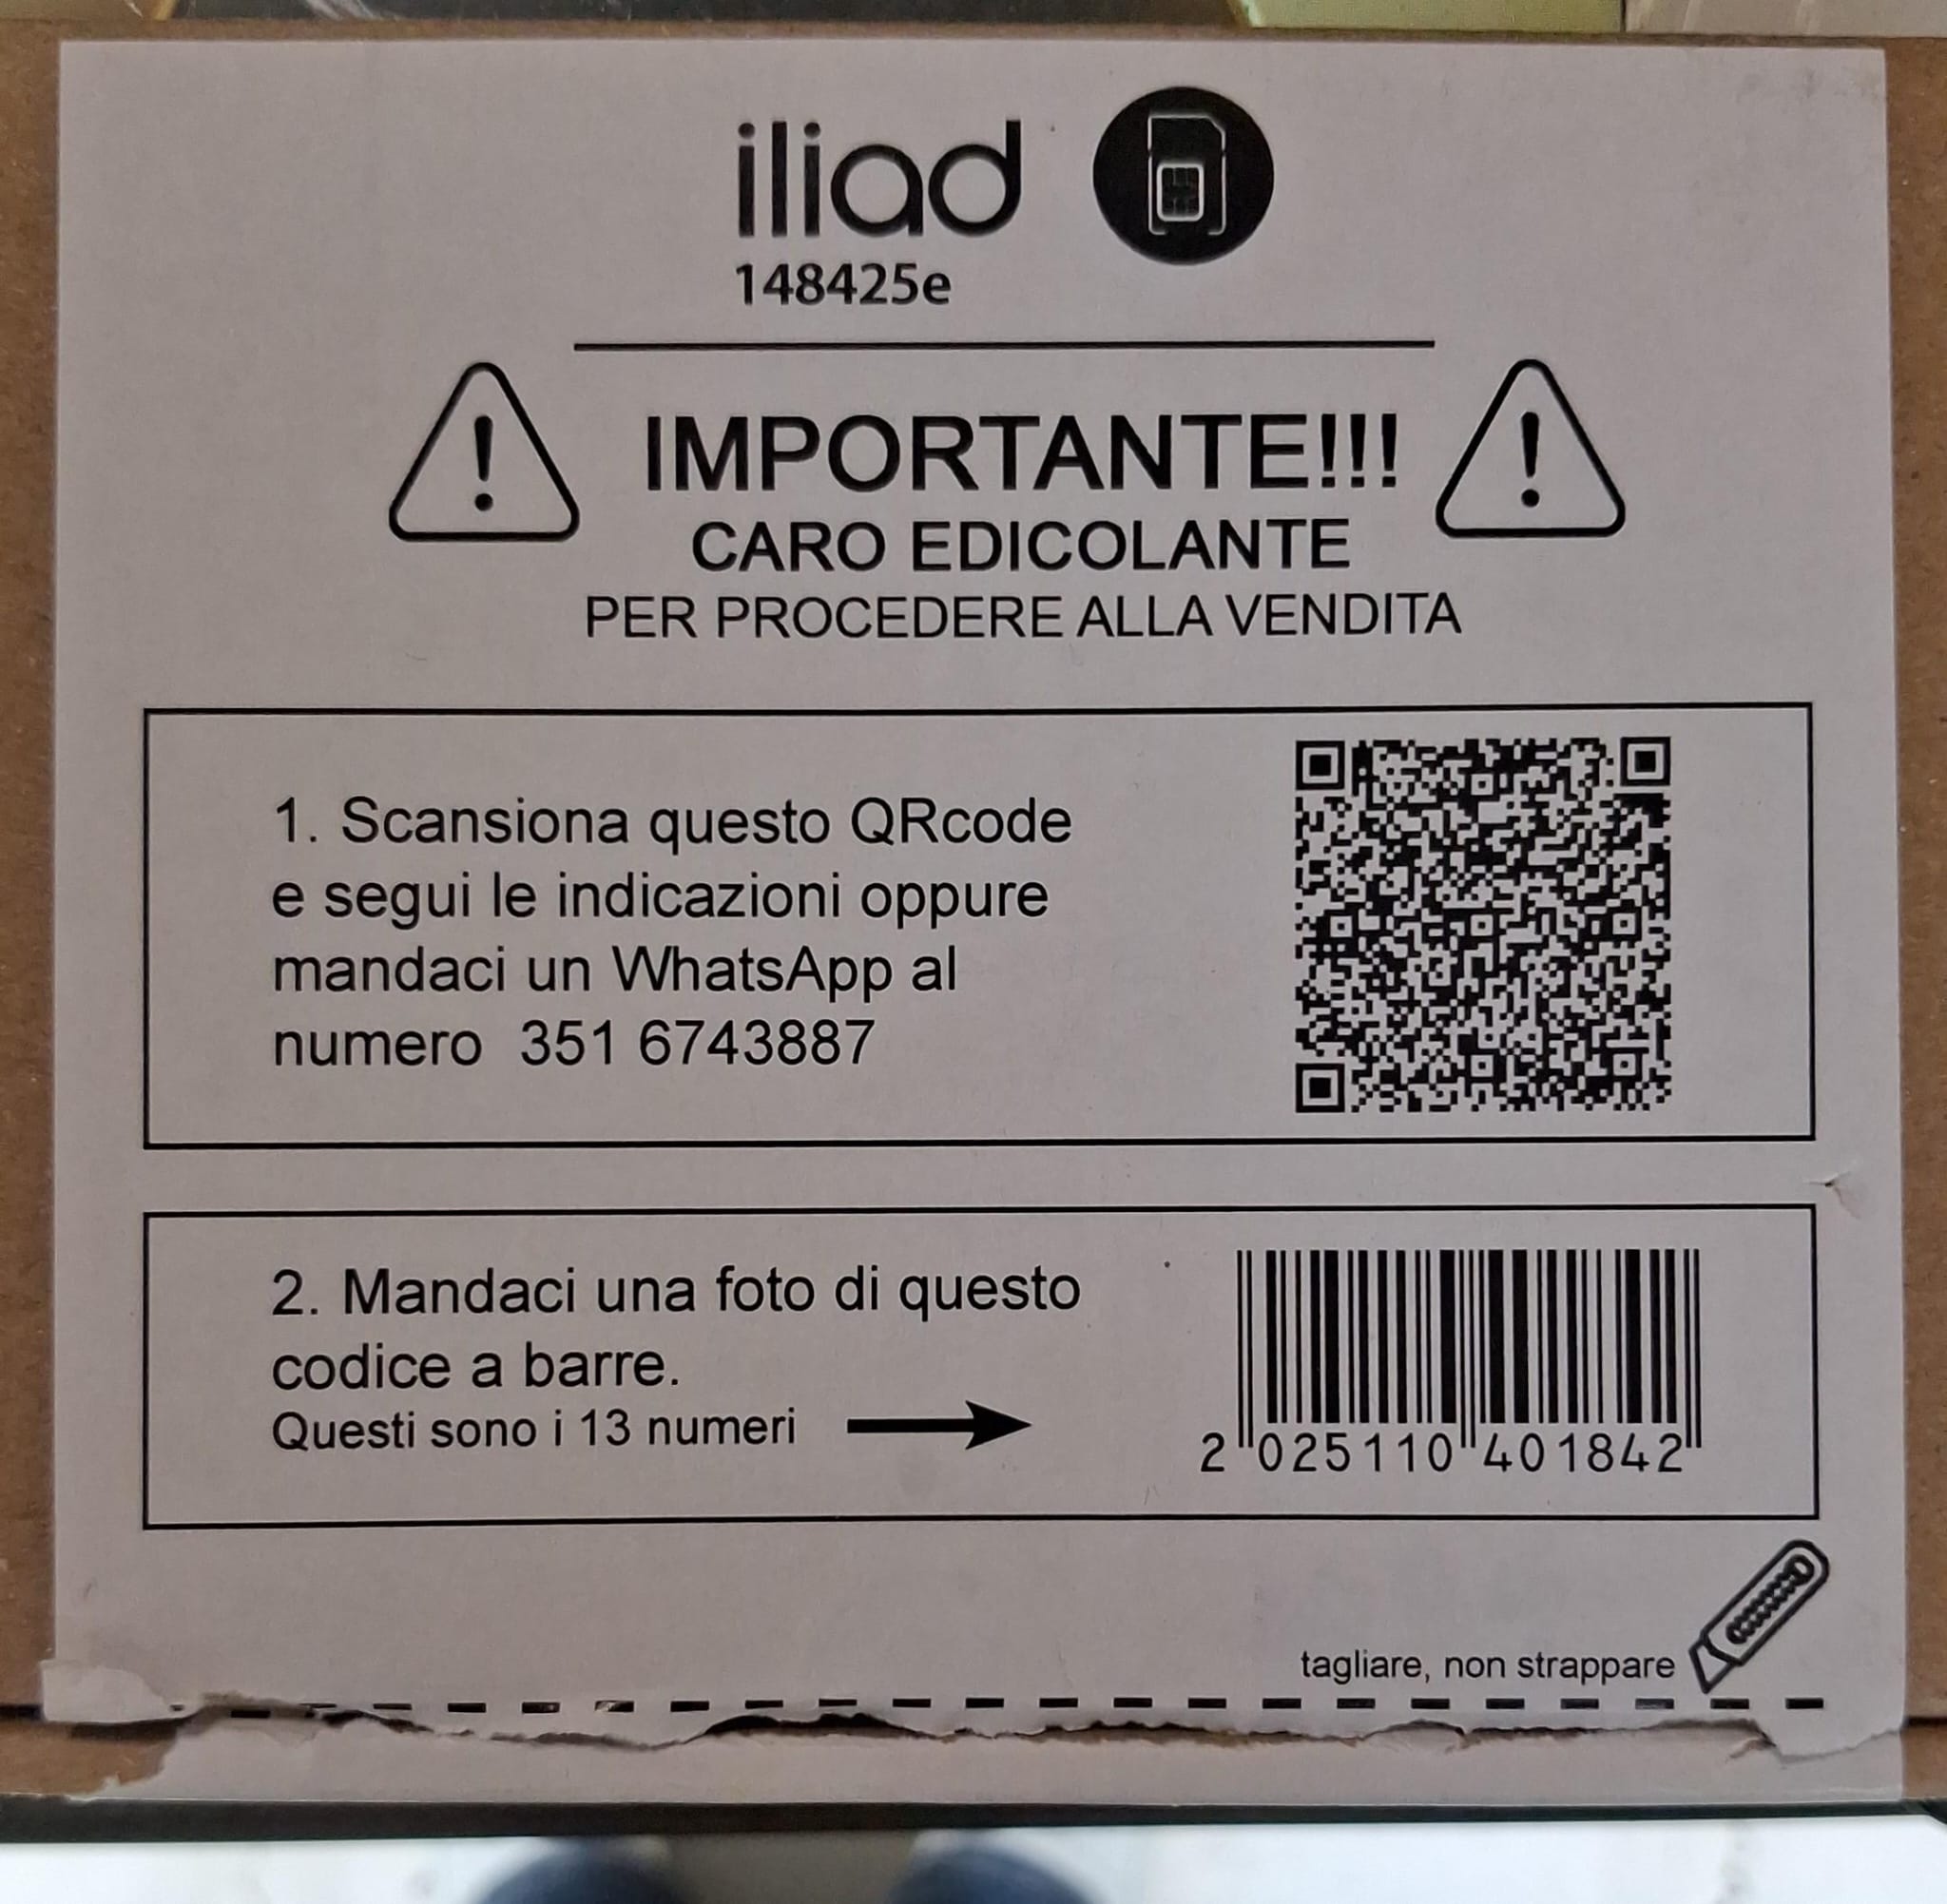 iliad
148425e
IMPORTANTE!!!
CARO EDICOLANTE
PER PROCEDERE ALLA VENDITA
1. Scansiona questo QRcode
e segui le indicazioni oppure
mandaci un WhatsApp al
numero 351 6743887
2. Mandaci una foto di questo
codice a barre.
Questi sono i 13 numeri
2 025110 401842
tagliare, non strappare